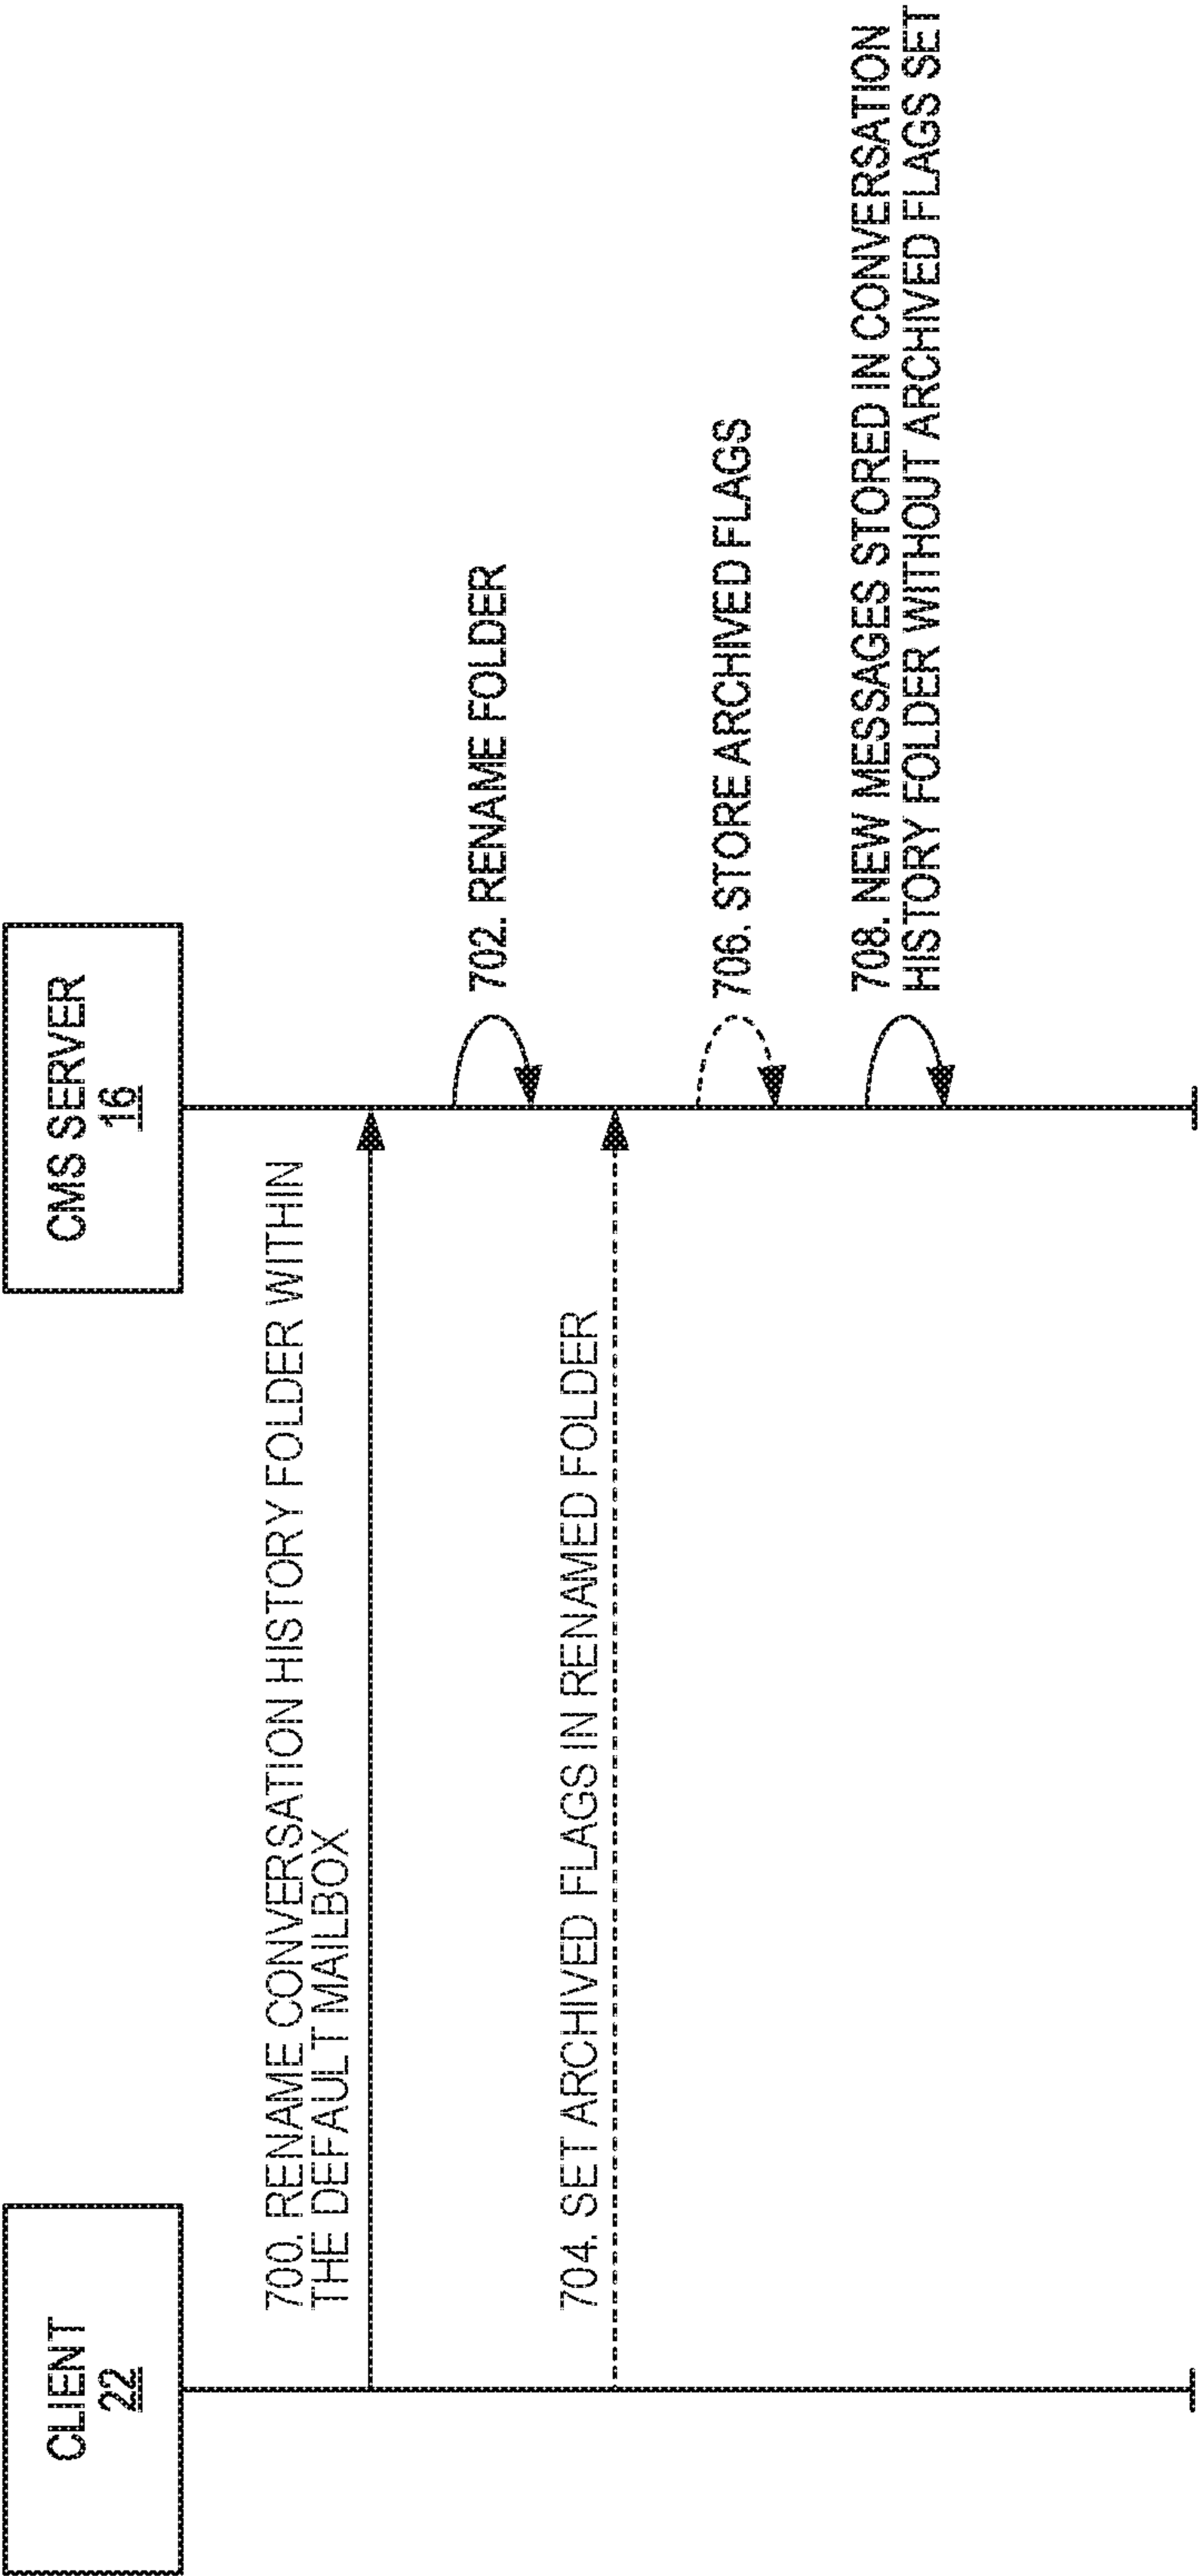 CLIENT
22
CMS SERVER
16
700. RENAME CONVERSATION HISTORY FOLDER WITHIN
THE DEFAULT MAILBOX
702. RENAME FOLDER
704. SET ARCHIVED FLAGS IN RENAMED FOLDER
706. STORE ARCHIVED FLAGS
708. NEW MESSAGES STORED IN CONVERSATION
HISTORY FOLDER WITHOUT ARCHIVED FLAGS SET